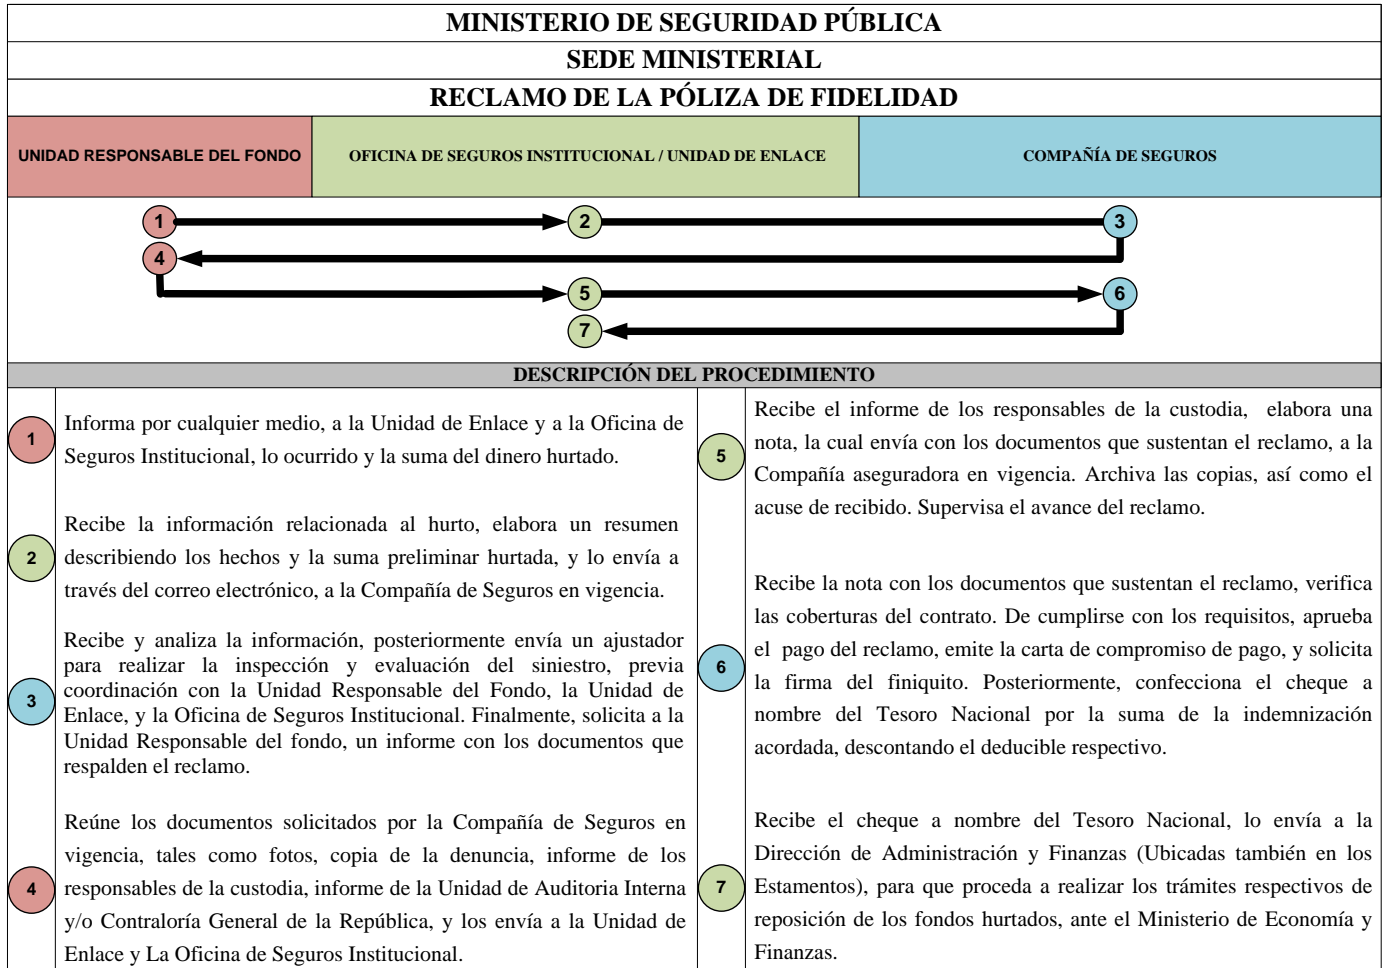 MINISTERIO DE SEGURIDAD PÚBLICA
SEDE MINISTERIAL
RECLAMO DE LA PÓLIZA DE FIDELIDAD
UNIDAD RESPONSABLE DEL FONDO
OFICINA DE SEGUROS INSTITUCIONAL / UNIDAD DE ENLACE
COMPAÑÍA DE SEGUROS
1
2
3
4
5
6
7
DESCRIPCIÓN DEL PROCEDIMIENTO
1
Informa por cualquier medio, a la Unidad de Enlace y a la Oficina de
Seguros Institucional, lo ocurrido y la suma del dinero hurtado.
2
Recibe la información relacionada al hurto, elabora un resumen
describiendo los hechos y la suma preliminar hurtada, y lo envía a
través del correo electrónico, a la Compañía de Seguros en vigencia.
3
Recibe y analiza la información, posteriormente envía un ajustador
para realizar la inspección y evaluación del siniestro, previa
coordinación con la Unidad Responsable del Fondo, la Unidad de
Enlace, y la Oficina de Seguros Institucional. Finalmente, solicita a la
Unidad Responsable del fondo, un informe con los documentos que
respalden el reclamo.
4
Reúne los documentos solicitados por la Compañía de Seguros en
vigencia, tales como fotos, copia de la denuncia, informe de los
responsables de la custodia, informe de la Unidad de Auditoria Interna
y/o Contraloría General de la República, y los envía a la Unidad de
Enlace y La Oficina de Seguros Institucional.
5
Recibe el informe de los responsables de la custodia, elabora una
nota, la cual envía con los documentos que sustentan el reclamo, a la
Compañía aseguradora en vigencia. Archiva las copias, así como el
acuse de recibido. Supervisa el avance del reclamo.
6
Recibe la nota con los documentos que sustentan el reclamo, verifica
las coberturas del contrato. De cumplirse con los requisitos, aprueba
el pago del reclamo, emite la carta de compromiso de pago, y solicita
la firma del finiquito. Posteriormente, confecciona el cheque a
nombre del Tesoro Nacional por la suma de la indemnización
acordada, descontando el deducible respectivo.
7
Recibe el cheque a nombre del Tesoro Nacional, lo envía a la
Dirección de Administración y Finanzas (Ubicadas también en los
Estamentos), para que proceda a realizar los trámites respectivos de
reposición de los fondos hurtados, ante el Ministerio de Economía y
Finanzas.